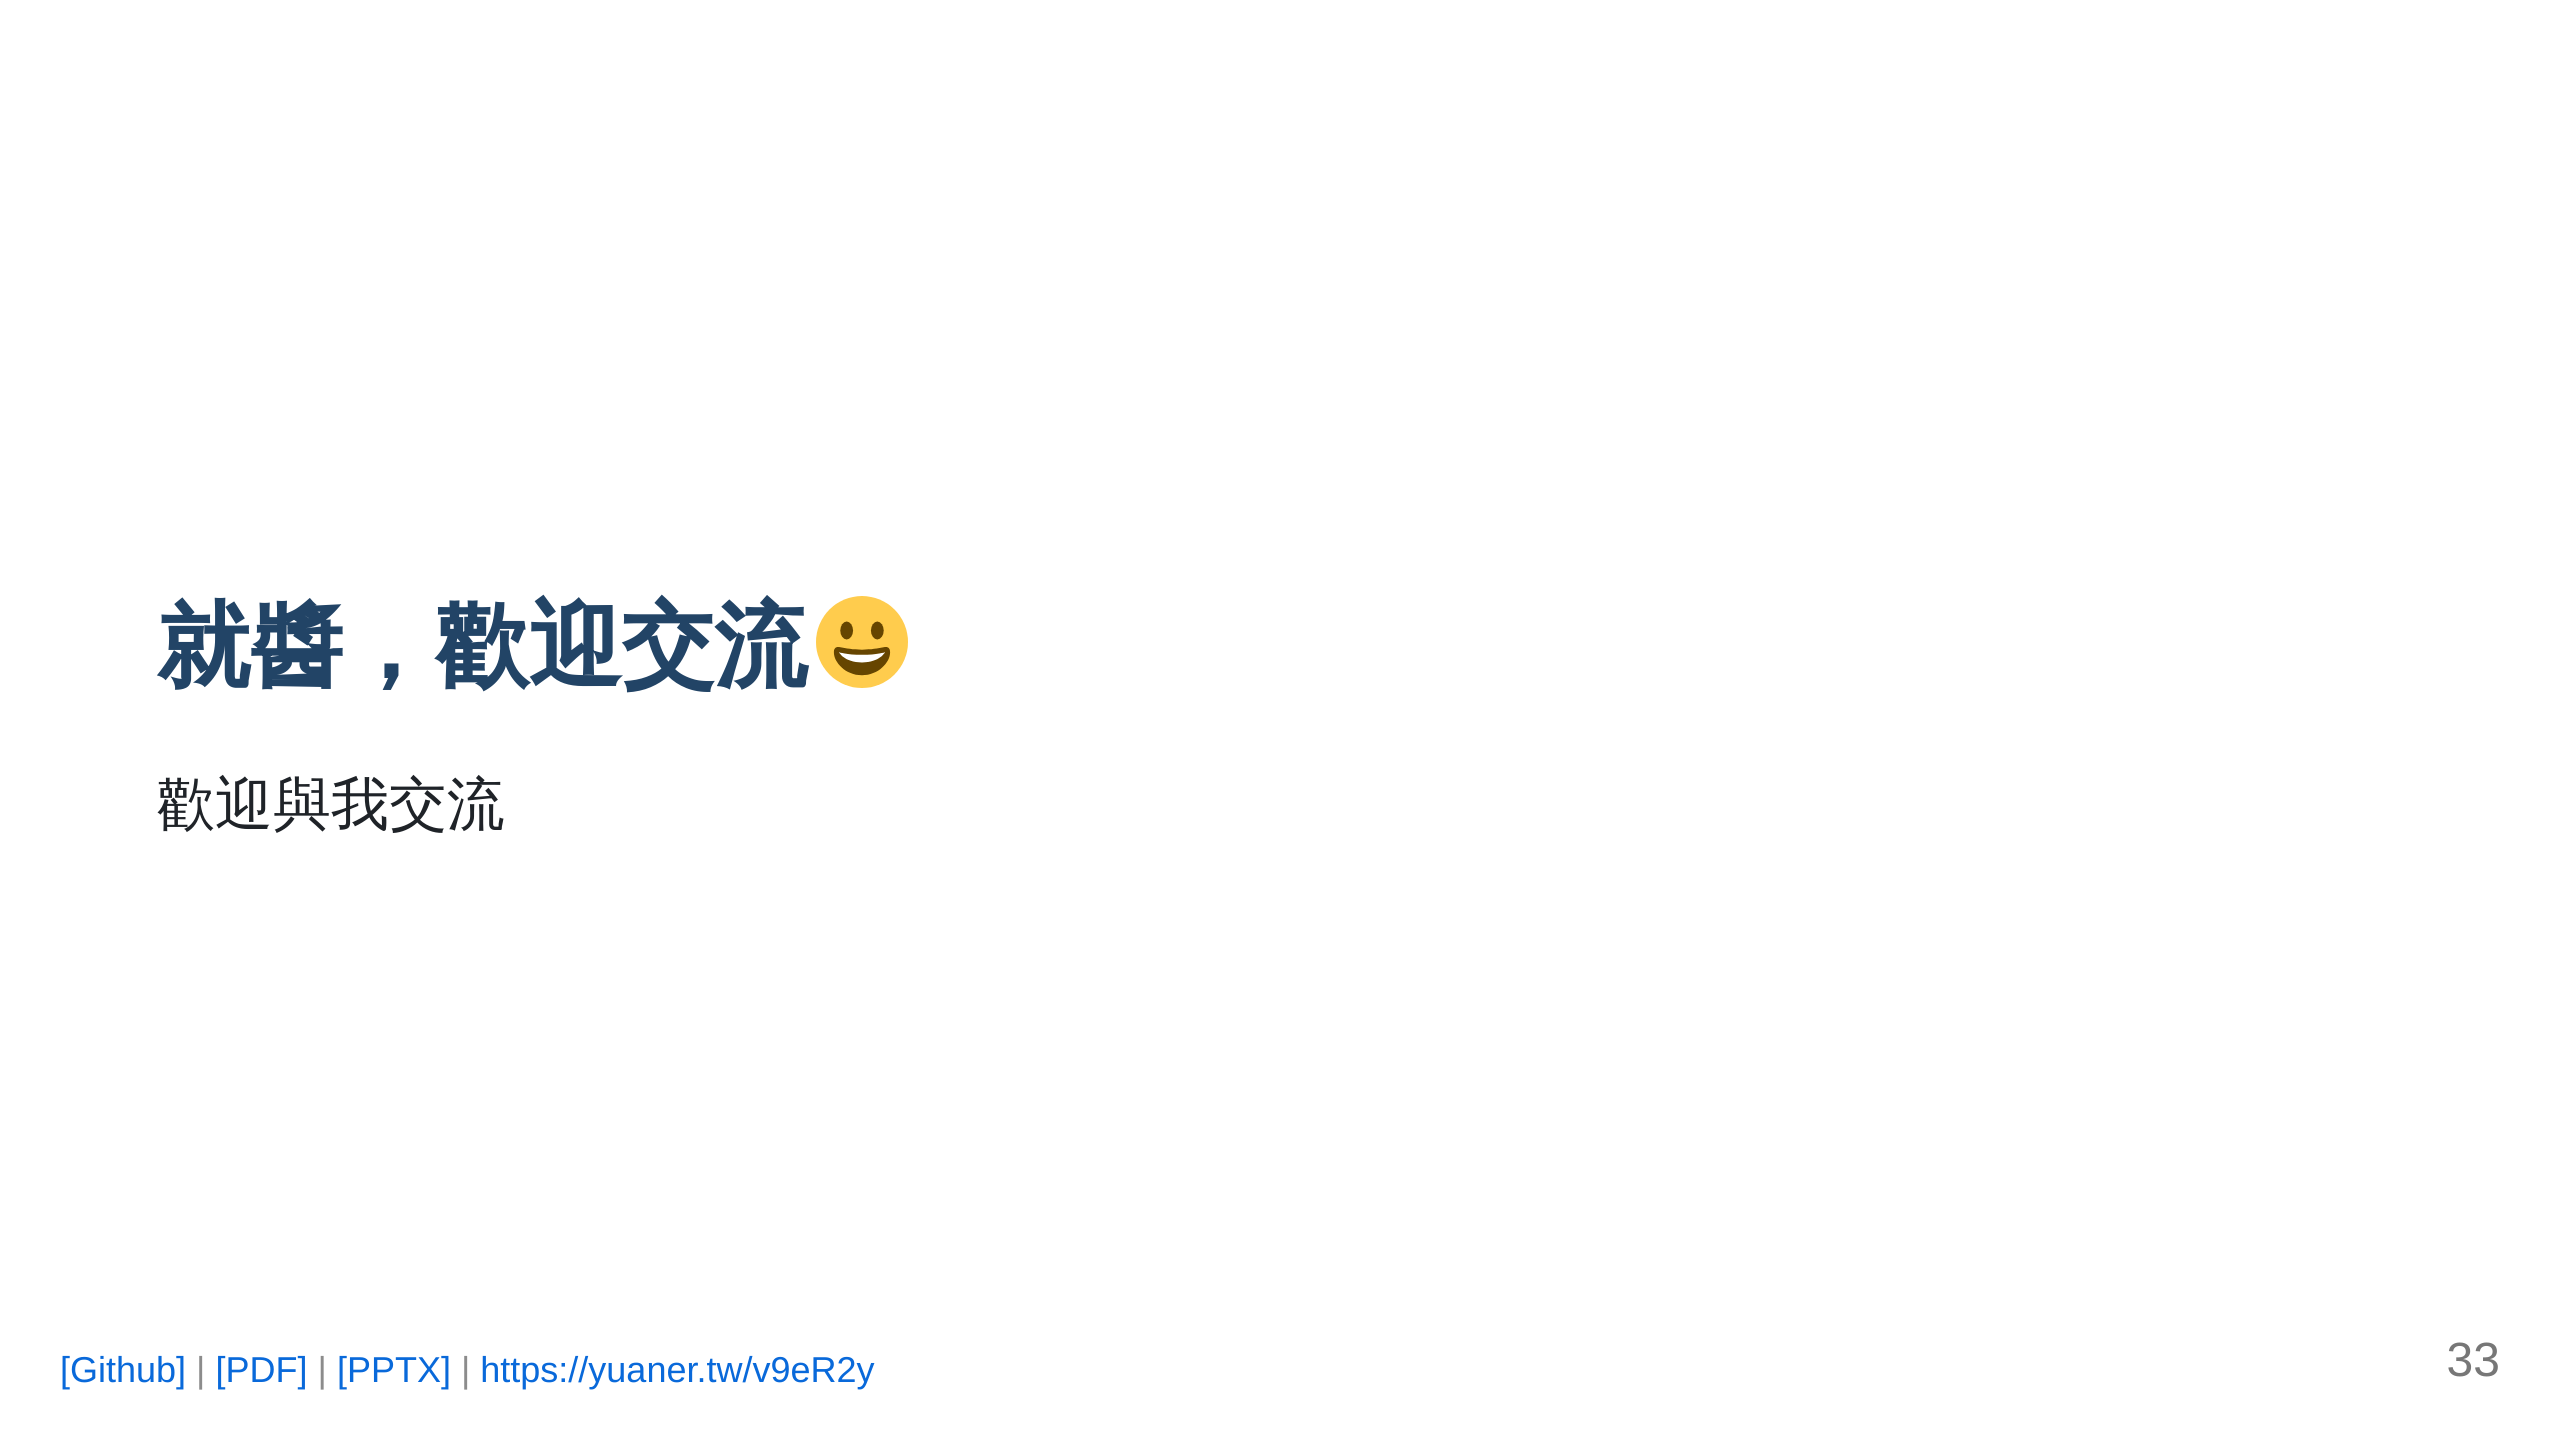 就醬，歡迎交流😃
歡迎與我交流
[Github] | [PDF] | [PPTX] | https://yuaner.tw/v9eR2y
33